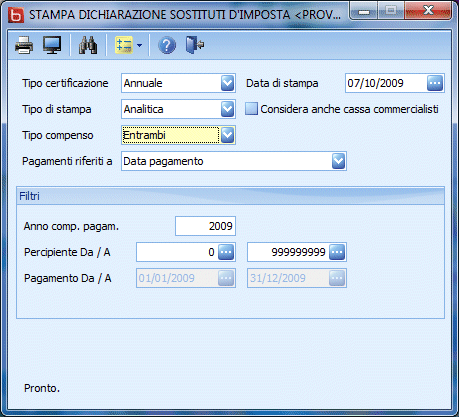 STAMPA DICHIARAZIONE SOSTITUTI D'IMPOSTA <PROV...
Tipo certificazione Annuale Data di stampa 07/10/2009
Tipo di stampa Analitica Considera anche cassa commercialisti
Tipo compenso Entrambi
Pagamenti riferiti a Data pagamento
Filtri
Anno comp. pagam. 2009
Percipiente Da / A 0 999999999
Pagamento Da / A 01/01/2009 31/12/2009
Pronto.